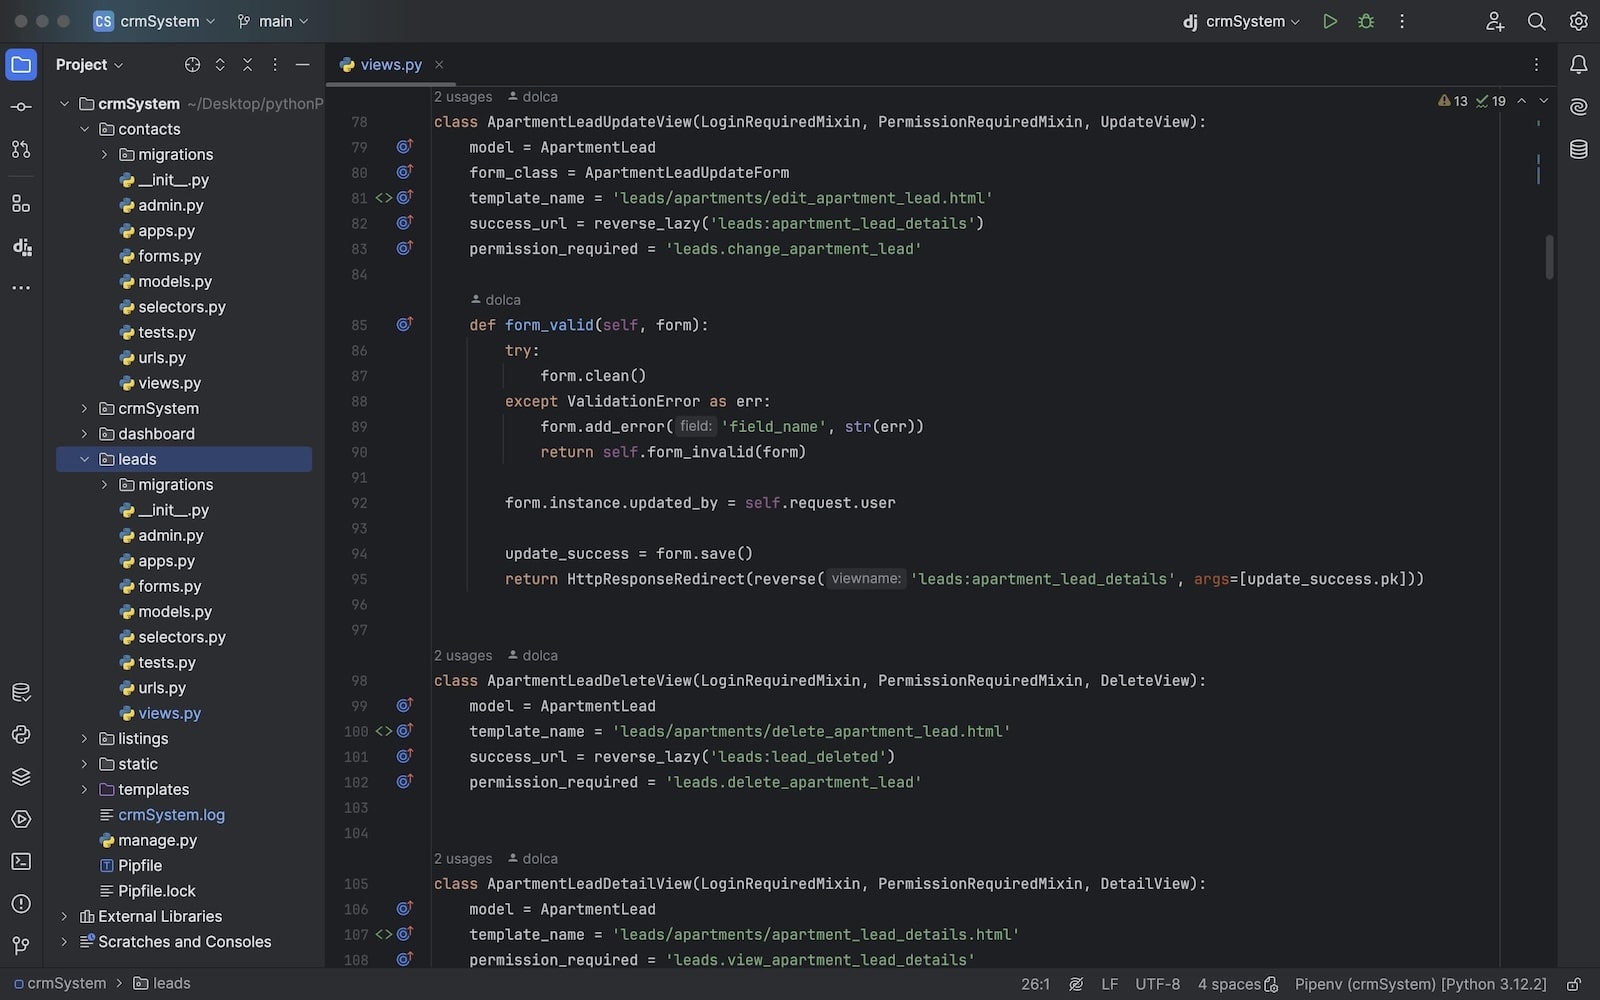 CS crmSystem main dj crmSystem
Project
views.py
crmSystem ~/Desktop/pythonP
contacts
migrations
__init__.py
admin.py
apps.py
forms.py
models.py
selectors.py
tests.py
urls.py
views.py
crmSystem
dashboard
leads
migrations
__init__.py
admin.py
apps.py
forms.py
models.py
selectors.py
tests.py
urls.py
views.py
listings
static
templates
crmSystem.log
manage.py
Pipfile
Pipfile.lock
External Libraries
Scratches and Consoles
2 usages dolca
13 19
78 class ApartmentLeadUpdateView(LoginRequiredMixin, PermissionRequiredMixin, UpdateView):
79 model = ApartmentLead
80 form_class = ApartmentLeadUpdateForm
81 <> template_name = 'leads/apartments/edit_apartment_lead.html'
82 success_url = reverse_lazy('leads:apartment_lead_details')
83 permission_required = 'leads.change_apartment_lead'
84
dolca
85 def form_valid(self, form):
86 try:
87 form.clean()
88 except ValidationError as err:
89 form.add_error( field: 'field_name', str(err))
90 return self.form_invalid(form)
91
92 form.instance.updated_by = self.request.user
93
94 update_success = form.save()
95 return HttpResponseRedirect(reverse( viewname: 'leads:apartment_lead_details', args=[update_success.pk]))
96
97
2 usages dolca
98 class ApartmentLeadDeleteView(LoginRequiredMixin, PermissionRequiredMixin, DeleteView):
99 model = ApartmentLead
100 <> template_name = 'leads/apartments/delete_apartment_lead.html'
101 success_url = reverse_lazy('leads:lead_deleted')
102 permission_required = 'leads.delete_apartment_lead'
103
104
2 usages dolca
105 class ApartmentLeadDetailView(LoginRequiredMixin, PermissionRequiredMixin, DetailView):
106 model = ApartmentLead
107 <> template_name = 'leads/apartments/apartment_lead_details.html'
108 permission_required = 'leads.view_apartment_lead_details'
crmSystem > leads
26:1 LF UTF-8 4 spaces Pipenv (crmSystem) [Python 3.12.2]